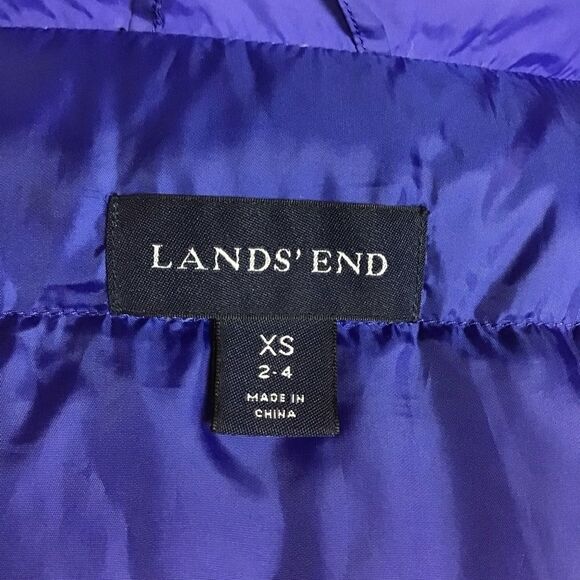 LANDS' END
XS
2-4
MADE IN
CHINA